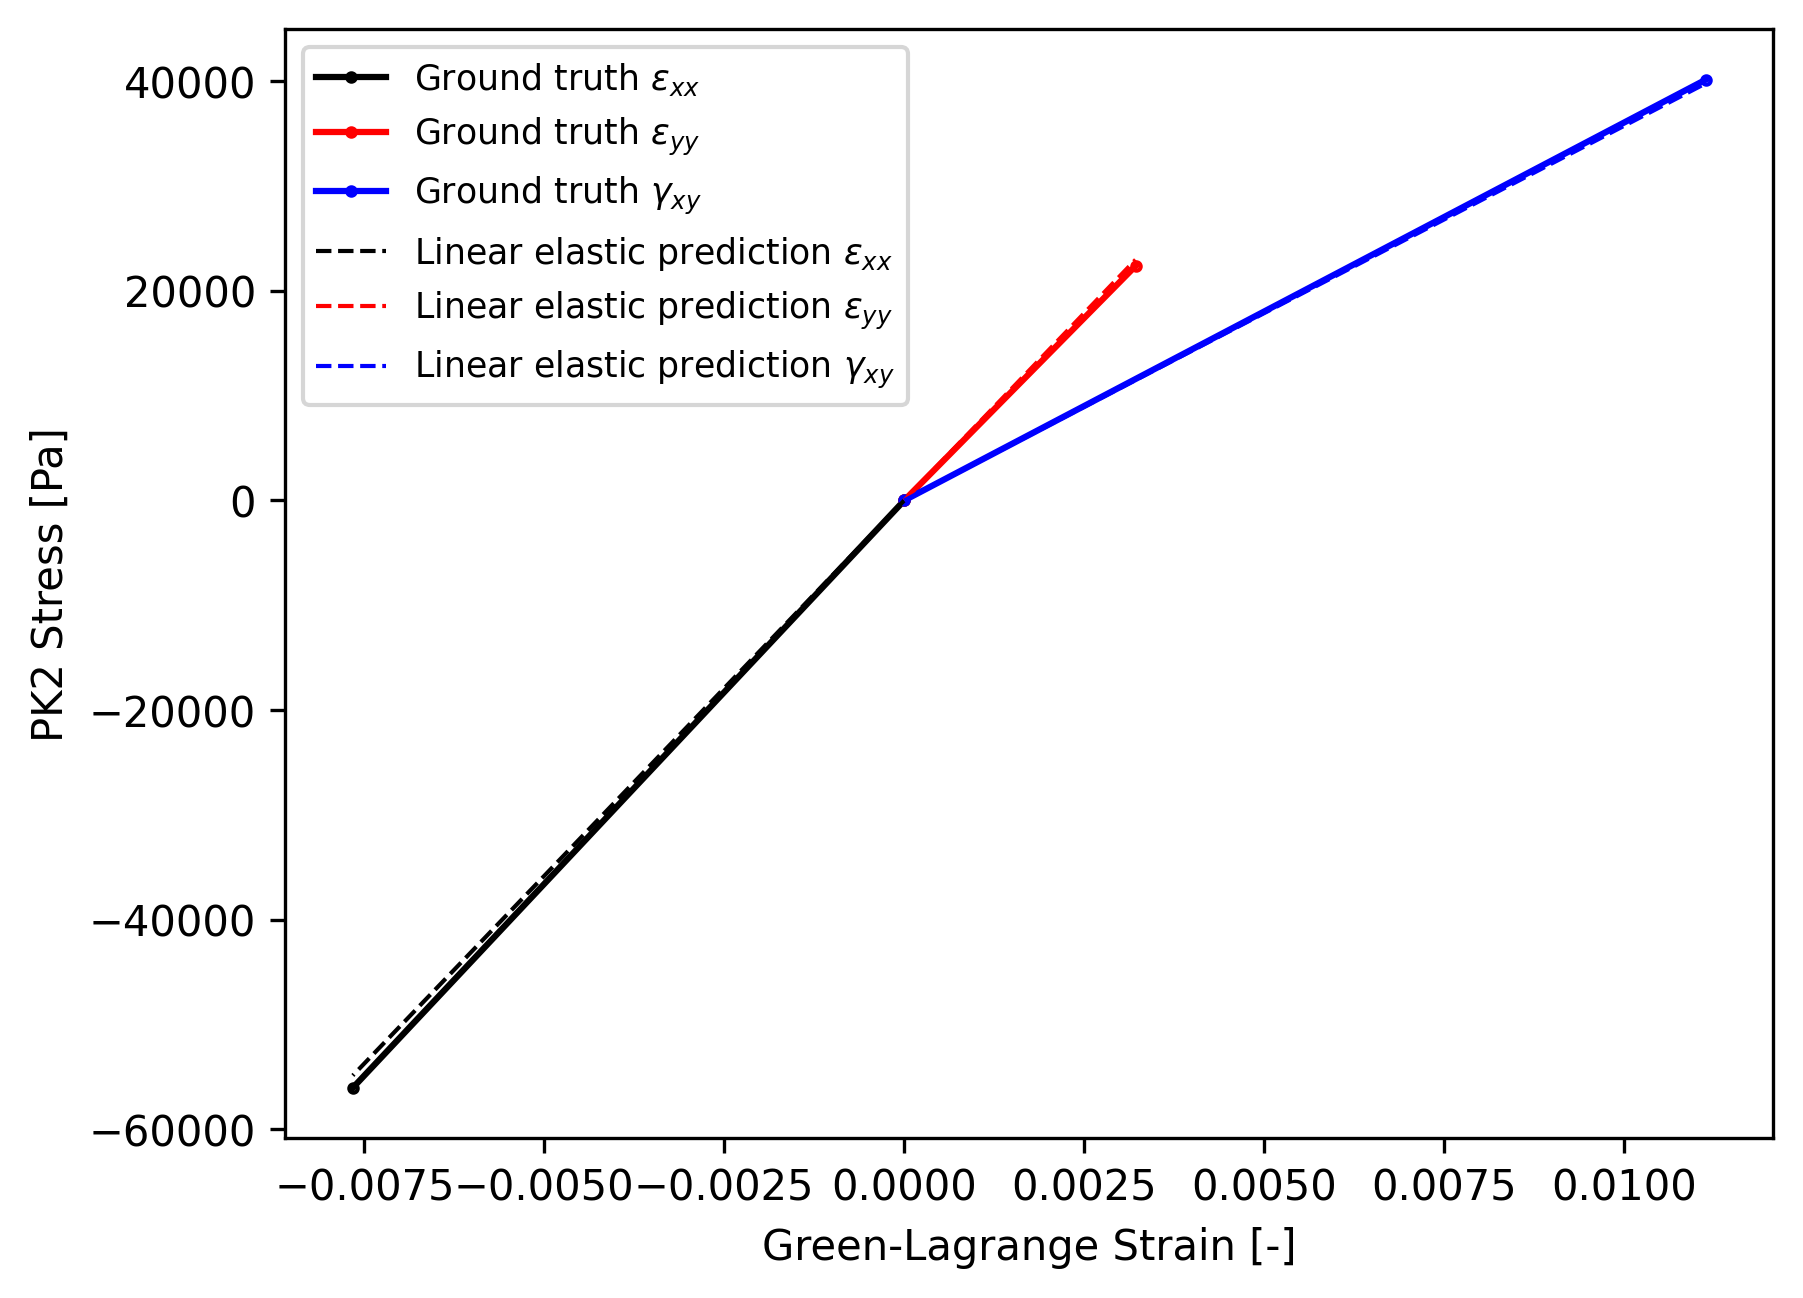 Ground truth εxx
Ground truth εyy
Ground truth γxy
Linear elastic prediction εxx
Linear elastic prediction εyy
Linear elastic prediction γxy
40000
20000
0
−20000
−40000
−60000
PK2 Stress [Pa]
−0.0075 −0.0050 −0.0025 0.0000 0.0025 0.0050 0.0075 0.0100
Green-Lagrange Strain [-]